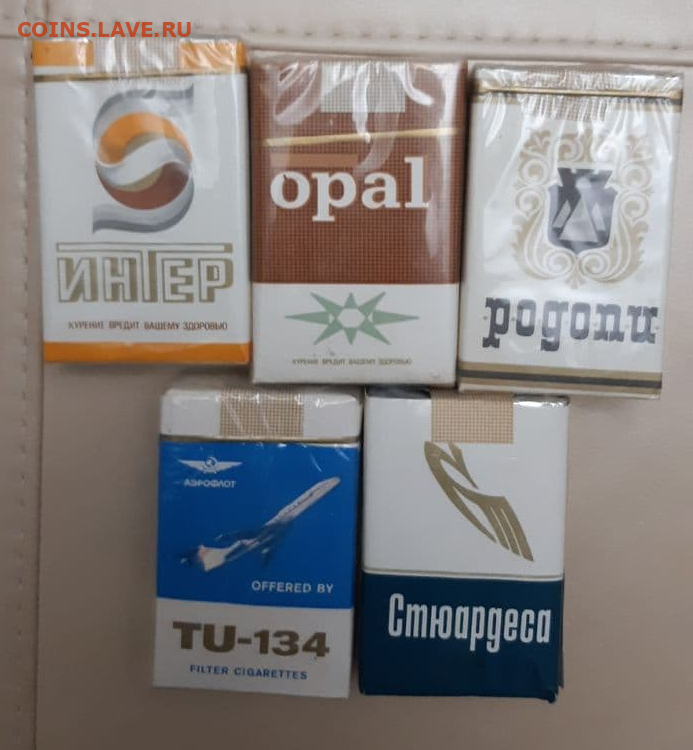 COINS.LAVE.RU
ИНТЕР
КУРЕНИЕ ВРЕДИТ ВАШЕМУ ЗДОРОВЬЮ
opal
КУРЕНИЕ ВРЕДИТ ВАШЕМУ ЗДОРОВЬЮ
родопи
АЭРОФЛОТ
OFFERED BY
TU-134
FILTER CIGARETTES
Стюардеса